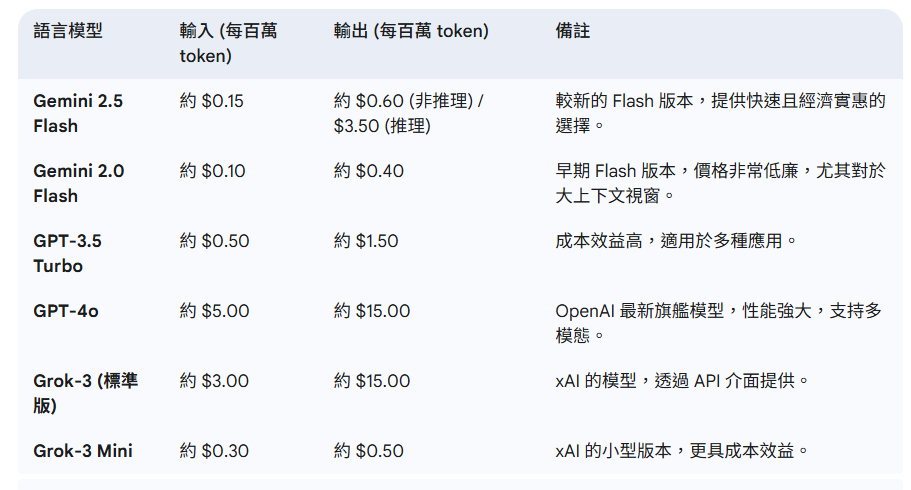 語言模型
輸入 (每百萬
token)
輸出 (每百萬 token)
備註
Gemini 2.5
Flash
約 $0.15
約 $0.60 (非推理) /
$3.50 (推理)
較新的 Flash 版本，提供快速且經濟實惠的
選擇。
Gemini 2.0
Flash
約 $0.10
約 $0.40
早期 Flash 版本，價格非常低廉，尤其對於
大上下文視窗。
GPT-3.5
Turbo
約 $0.50
約 $1.50
成本效益高，適用於多種應用。
GPT-4o
約 $5.00
約 $15.00
OpenAI 最新旗艦模型，性能強大，支持多
模態。
Grok-3 (標準
版)
約 $3.00
約 $15.00
xAI 的模型，透過 API 介面提供。
Grok-3 Mini
約 $0.30
約 $0.50
xAI 的小型版本，更具成本效益。